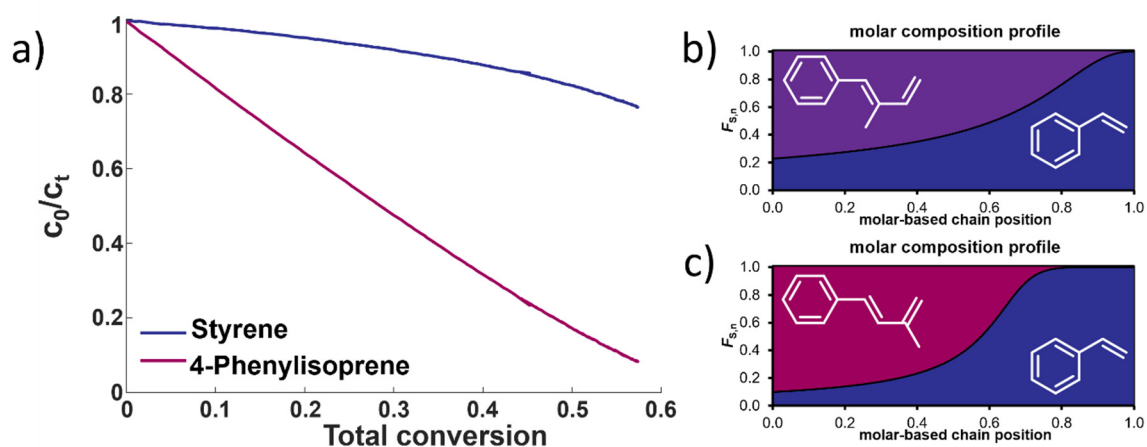 a)
1
0.8
0.6
0.4
0.2
0
c₀/cₜ
0 0.1 0.2 0.3 0.4 0.5 0.6
Total conversion
Styrene
4-Phenylisoprene
b)
molar composition profile
1.0
0.8
0.6
0.4
0.2
0.0
Fₛ,ₙ
0.0 0.2 0.4 0.6 0.8 1.0
molar-based chain position
c)
molar composition profile
1.0
0.8
0.6
0.4
0.2
0.0
Fₛ,ₙ
0.0 0.2 0.4 0.6 0.8 1.0
molar-based chain position